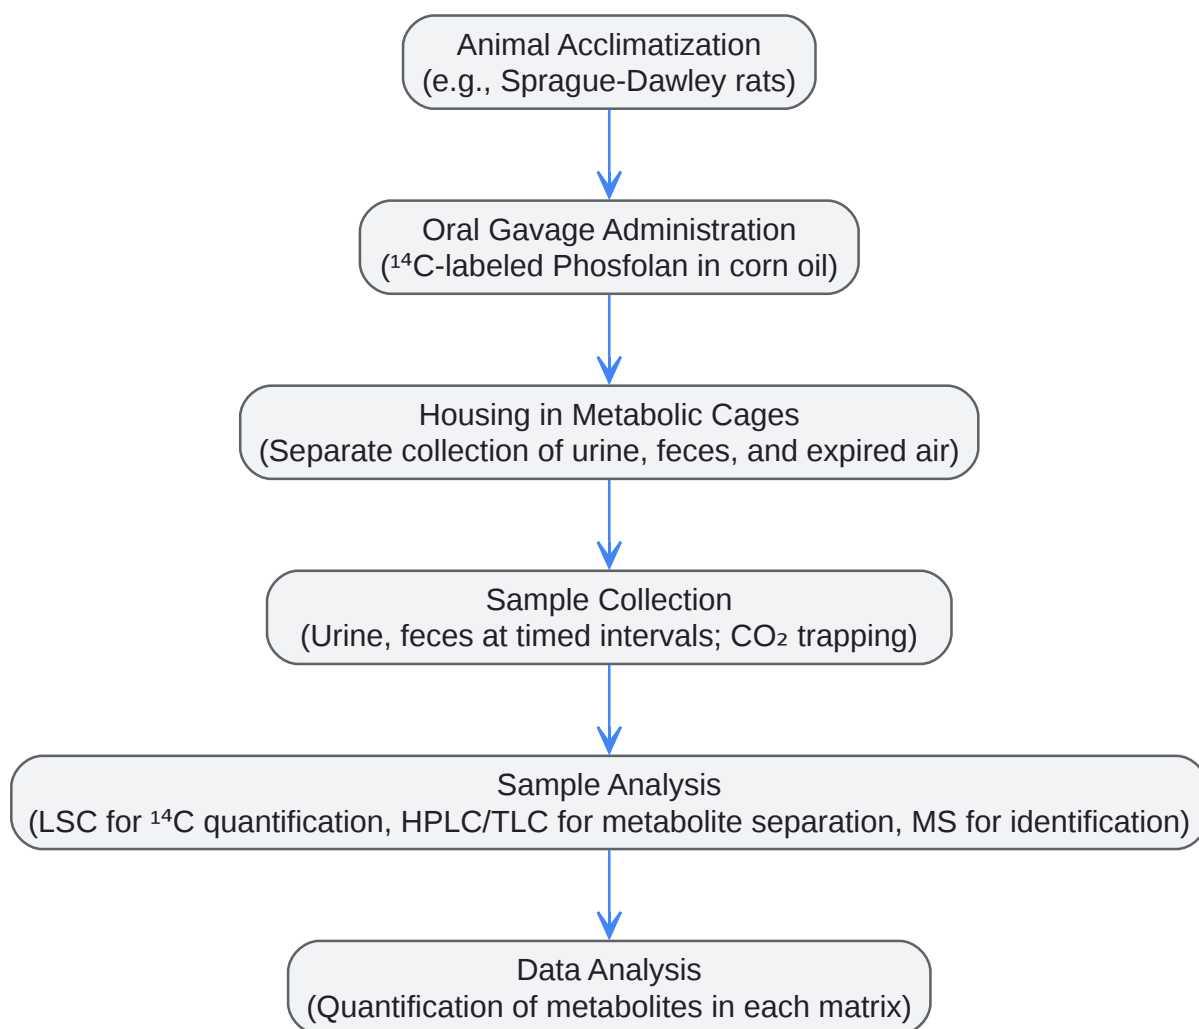 Animal Acclimatization
(e.g., Sprague-Dawley rats)
Oral Gavage Administration
(¹⁴C-labeled Phosfolan in corn oil)
Housing in Metabolic Cages
(Separate collection of urine, feces, and expired air)
Sample Collection
(Urine, feces at timed intervals; CO₂ trapping)
Sample Analysis
(LSC for ¹⁴C quantification, HPLC/TLC for metabolite separation, MS for identification)
Data Analysis
(Quantification of metabolites in each matrix)